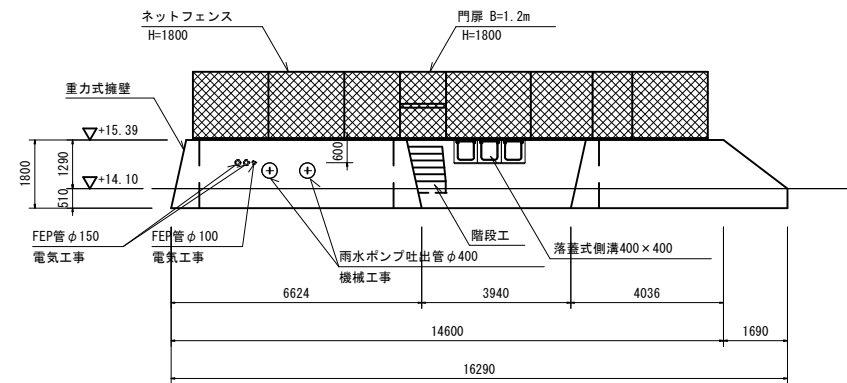 ネットフェンス
H=1800
門扉 B=1.2m
H=1800
重力式擁壁
+15.39
+14.10
1800
1290
510
600
FEP管φ150
電気工事
FEP管φ100
電気工事
雨水ポンプ吐出管φ400
機械工事
階段工
落蓋式側溝400×400
6624
3940
4036
14600
1690
16290